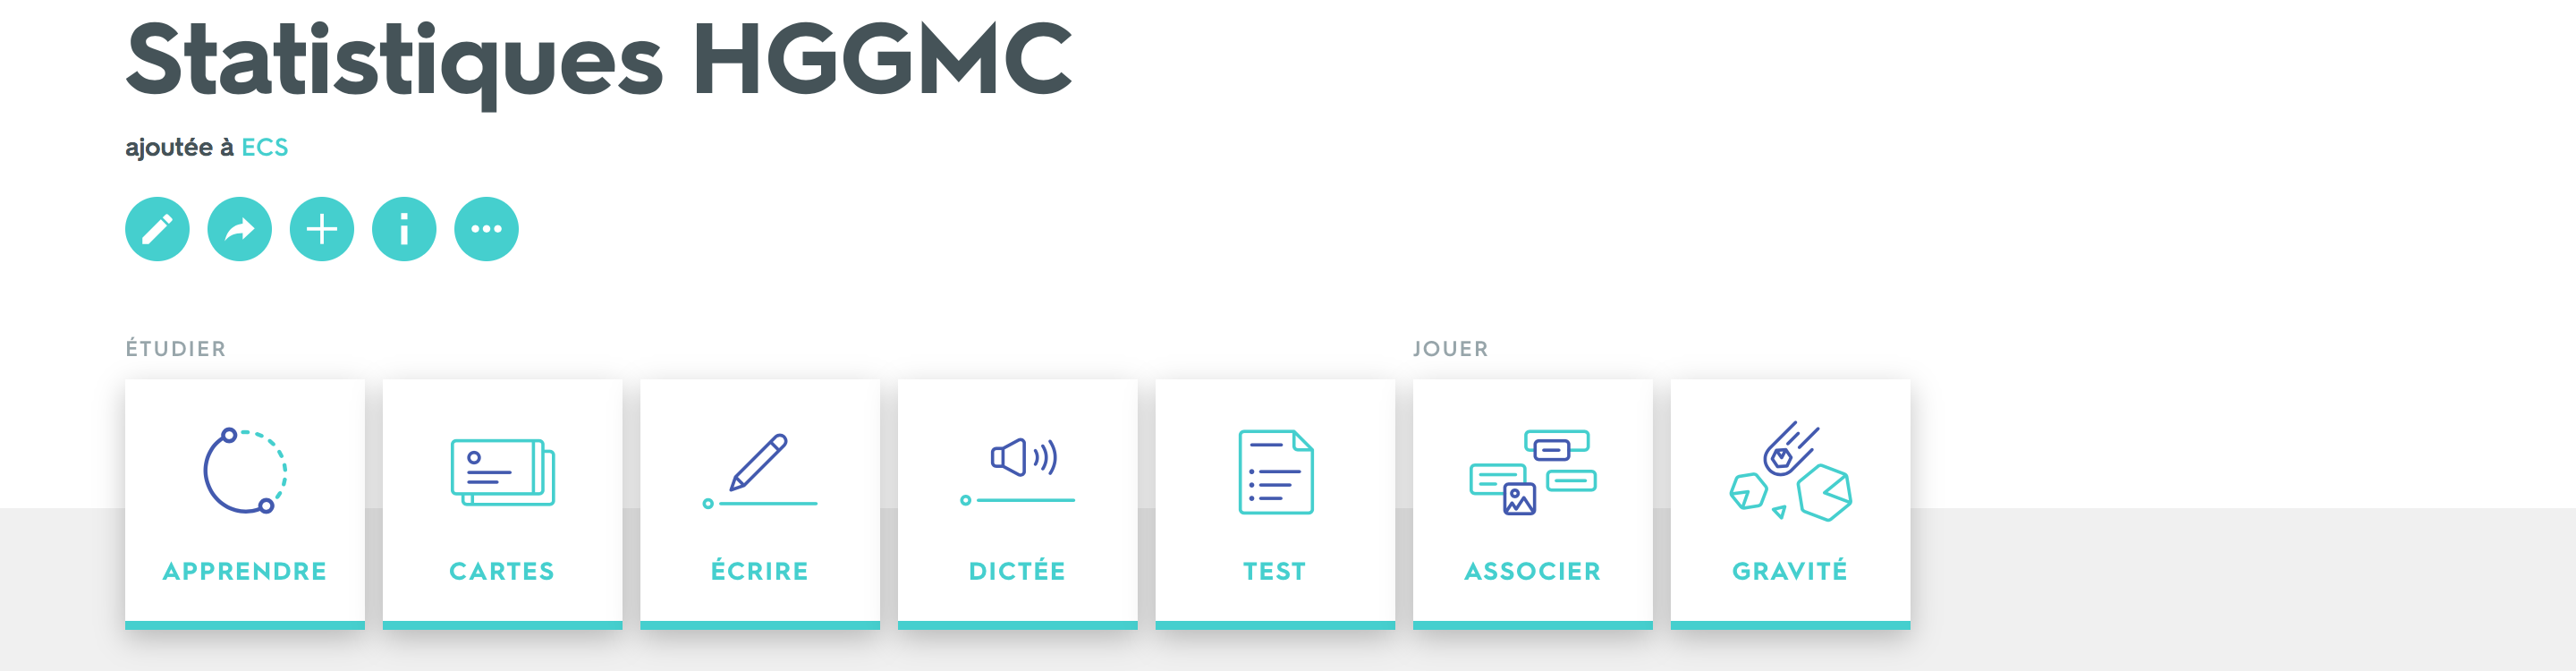 Statistiques HGGMC
ajoutée à ECS
ÉTUDIER
JOUER
APPRENDRE
CARTES
ÉCRIRE
DICTÉE
TEST
ASSOCIER
GRAVITÉ